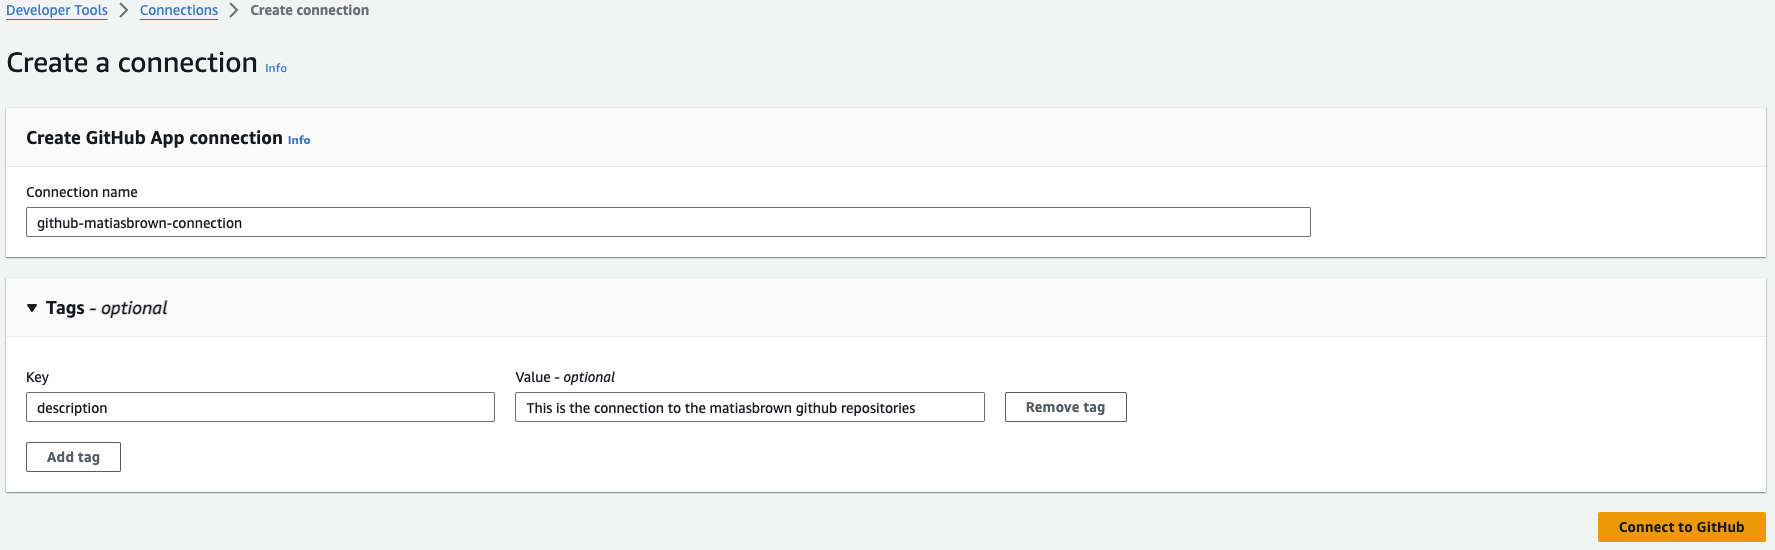 Developer Tools > Connections > Create connection
Create a connection Info
Create GitHub App connection Info
Connection name
github-matiasbrown-connection
Tags - optional
Key Value - optional
description This is the connection to the matiasbrown github repositories Remove tag
Add tag
Connect to GitHub